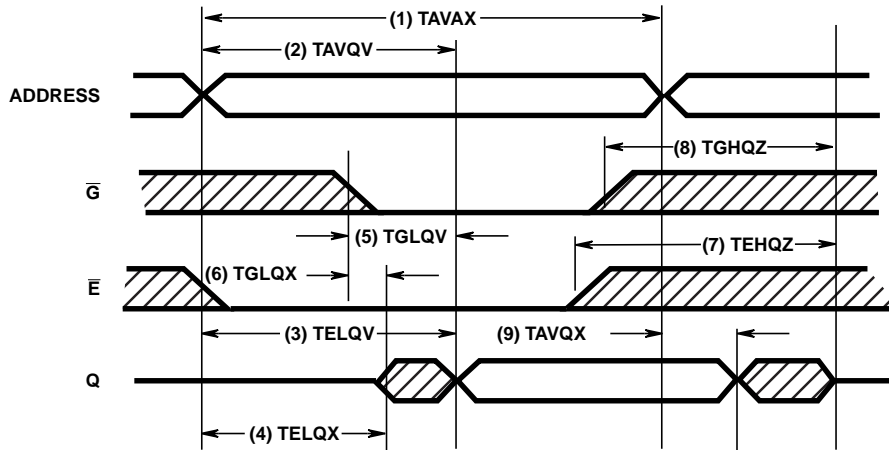 (1) TAVAX
(2) TAVQV
ADDRESS
(8) TGHQZ
G̅
(5) TGLQV
(7) TEHQZ
(6) TGLQX
E̅
(3) TELQV
(9) TAVQX
Q
(4) TELQX